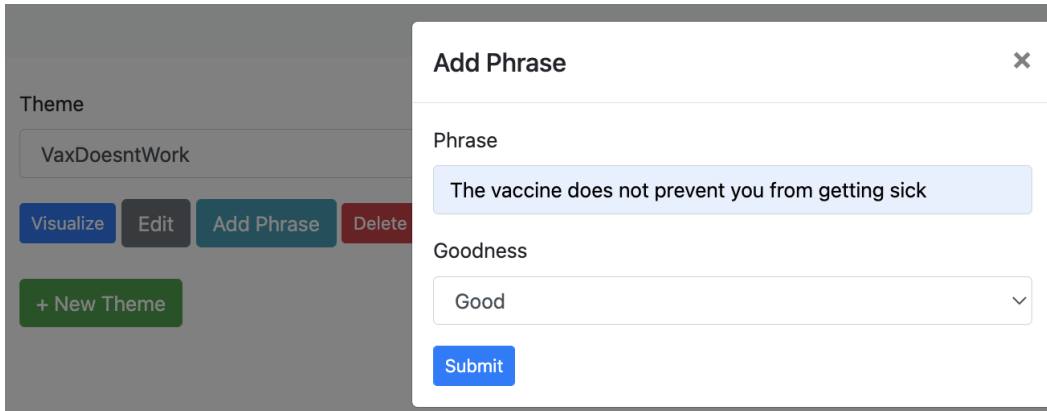 Theme
VaxDoesntWork
Visualize Edit Add Phrase Delete
+ New Theme
Add Phrase ×
Phrase
The vaccine does not prevent you from getting sick
Goodness
Good
Submit